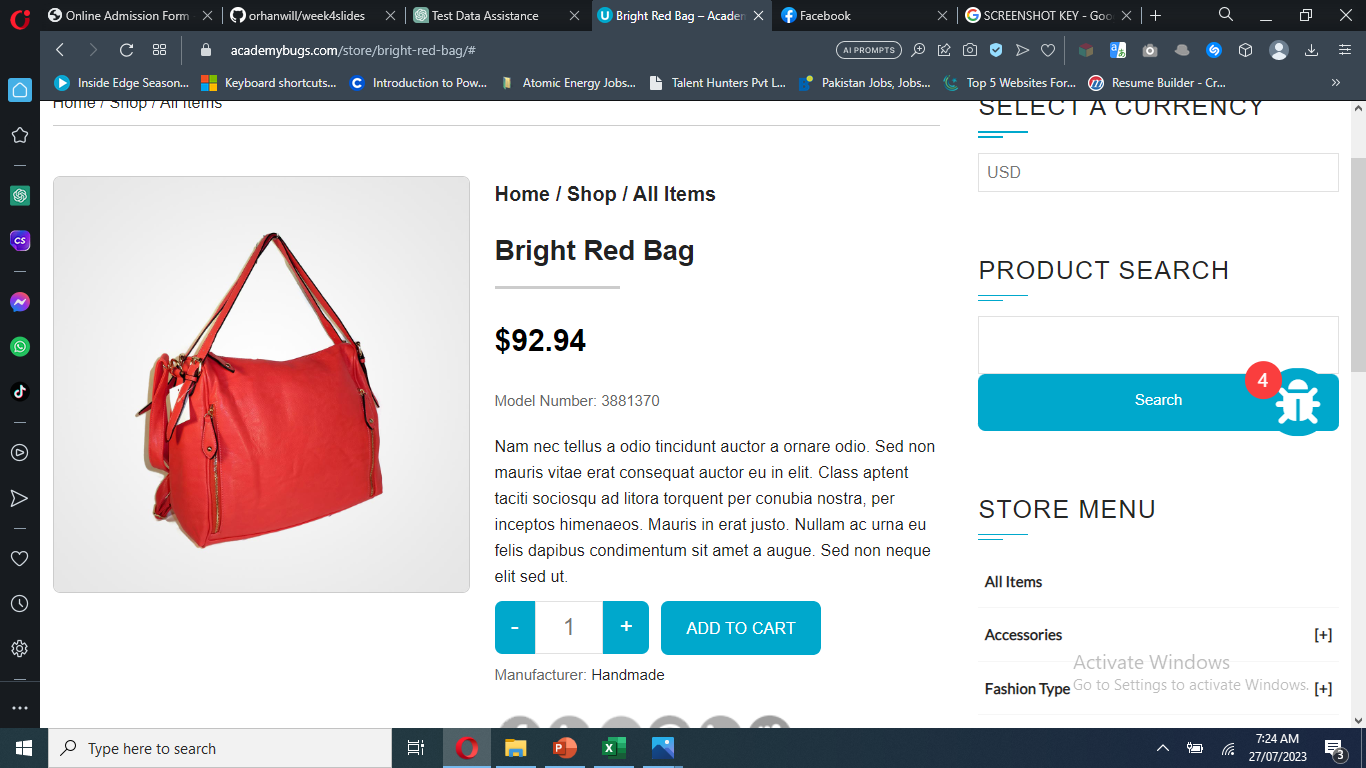 Online Admission Form
orhanwill/week4slides
Test Data Assistance
Bright Red Bag – Academ
Facebook
SCREENSHOT KEY - Goo
academybugs.com/store/bright-red-bag/#
AI PROMPTS
Inside Edge Season...
Keyboard shortcuts...
Introduction to Pow...
Atomic Energy Jobs...
Talent Hunters Pvt L...
Pakistan Jobs, Jobs...
Top 5 Websites For...
Resume Builder - Cr...
CS
Home / Shop / All Items
Home / Shop / All Items
Bright Red Bag
$92.94
Model Number: 3881370
Nam nec tellus a odio tincidunt auctor a ornare odio. Sed non
mauris vitae erat consequat auctor eu in elit. Class aptent
taciti sociosqu ad litora torquent per conubia nostra, per
inceptos himenaeos. Mauris in erat justo. Nullam ac urna eu
felis dapibus condimentum sit amet a augue. Sed non neque
elit sed ut.
- 1 + ADD TO CART
Manufacturer: Handmade
SELECT A CURRENCY
USD
PRODUCT SEARCH
4
Search
STORE MENU
All Items
Accessories [+]
Fashion Type [+]
Activate Windows
Go to Settings to activate Windows.
Type here to search
7:24 AM
27/07/2023
3